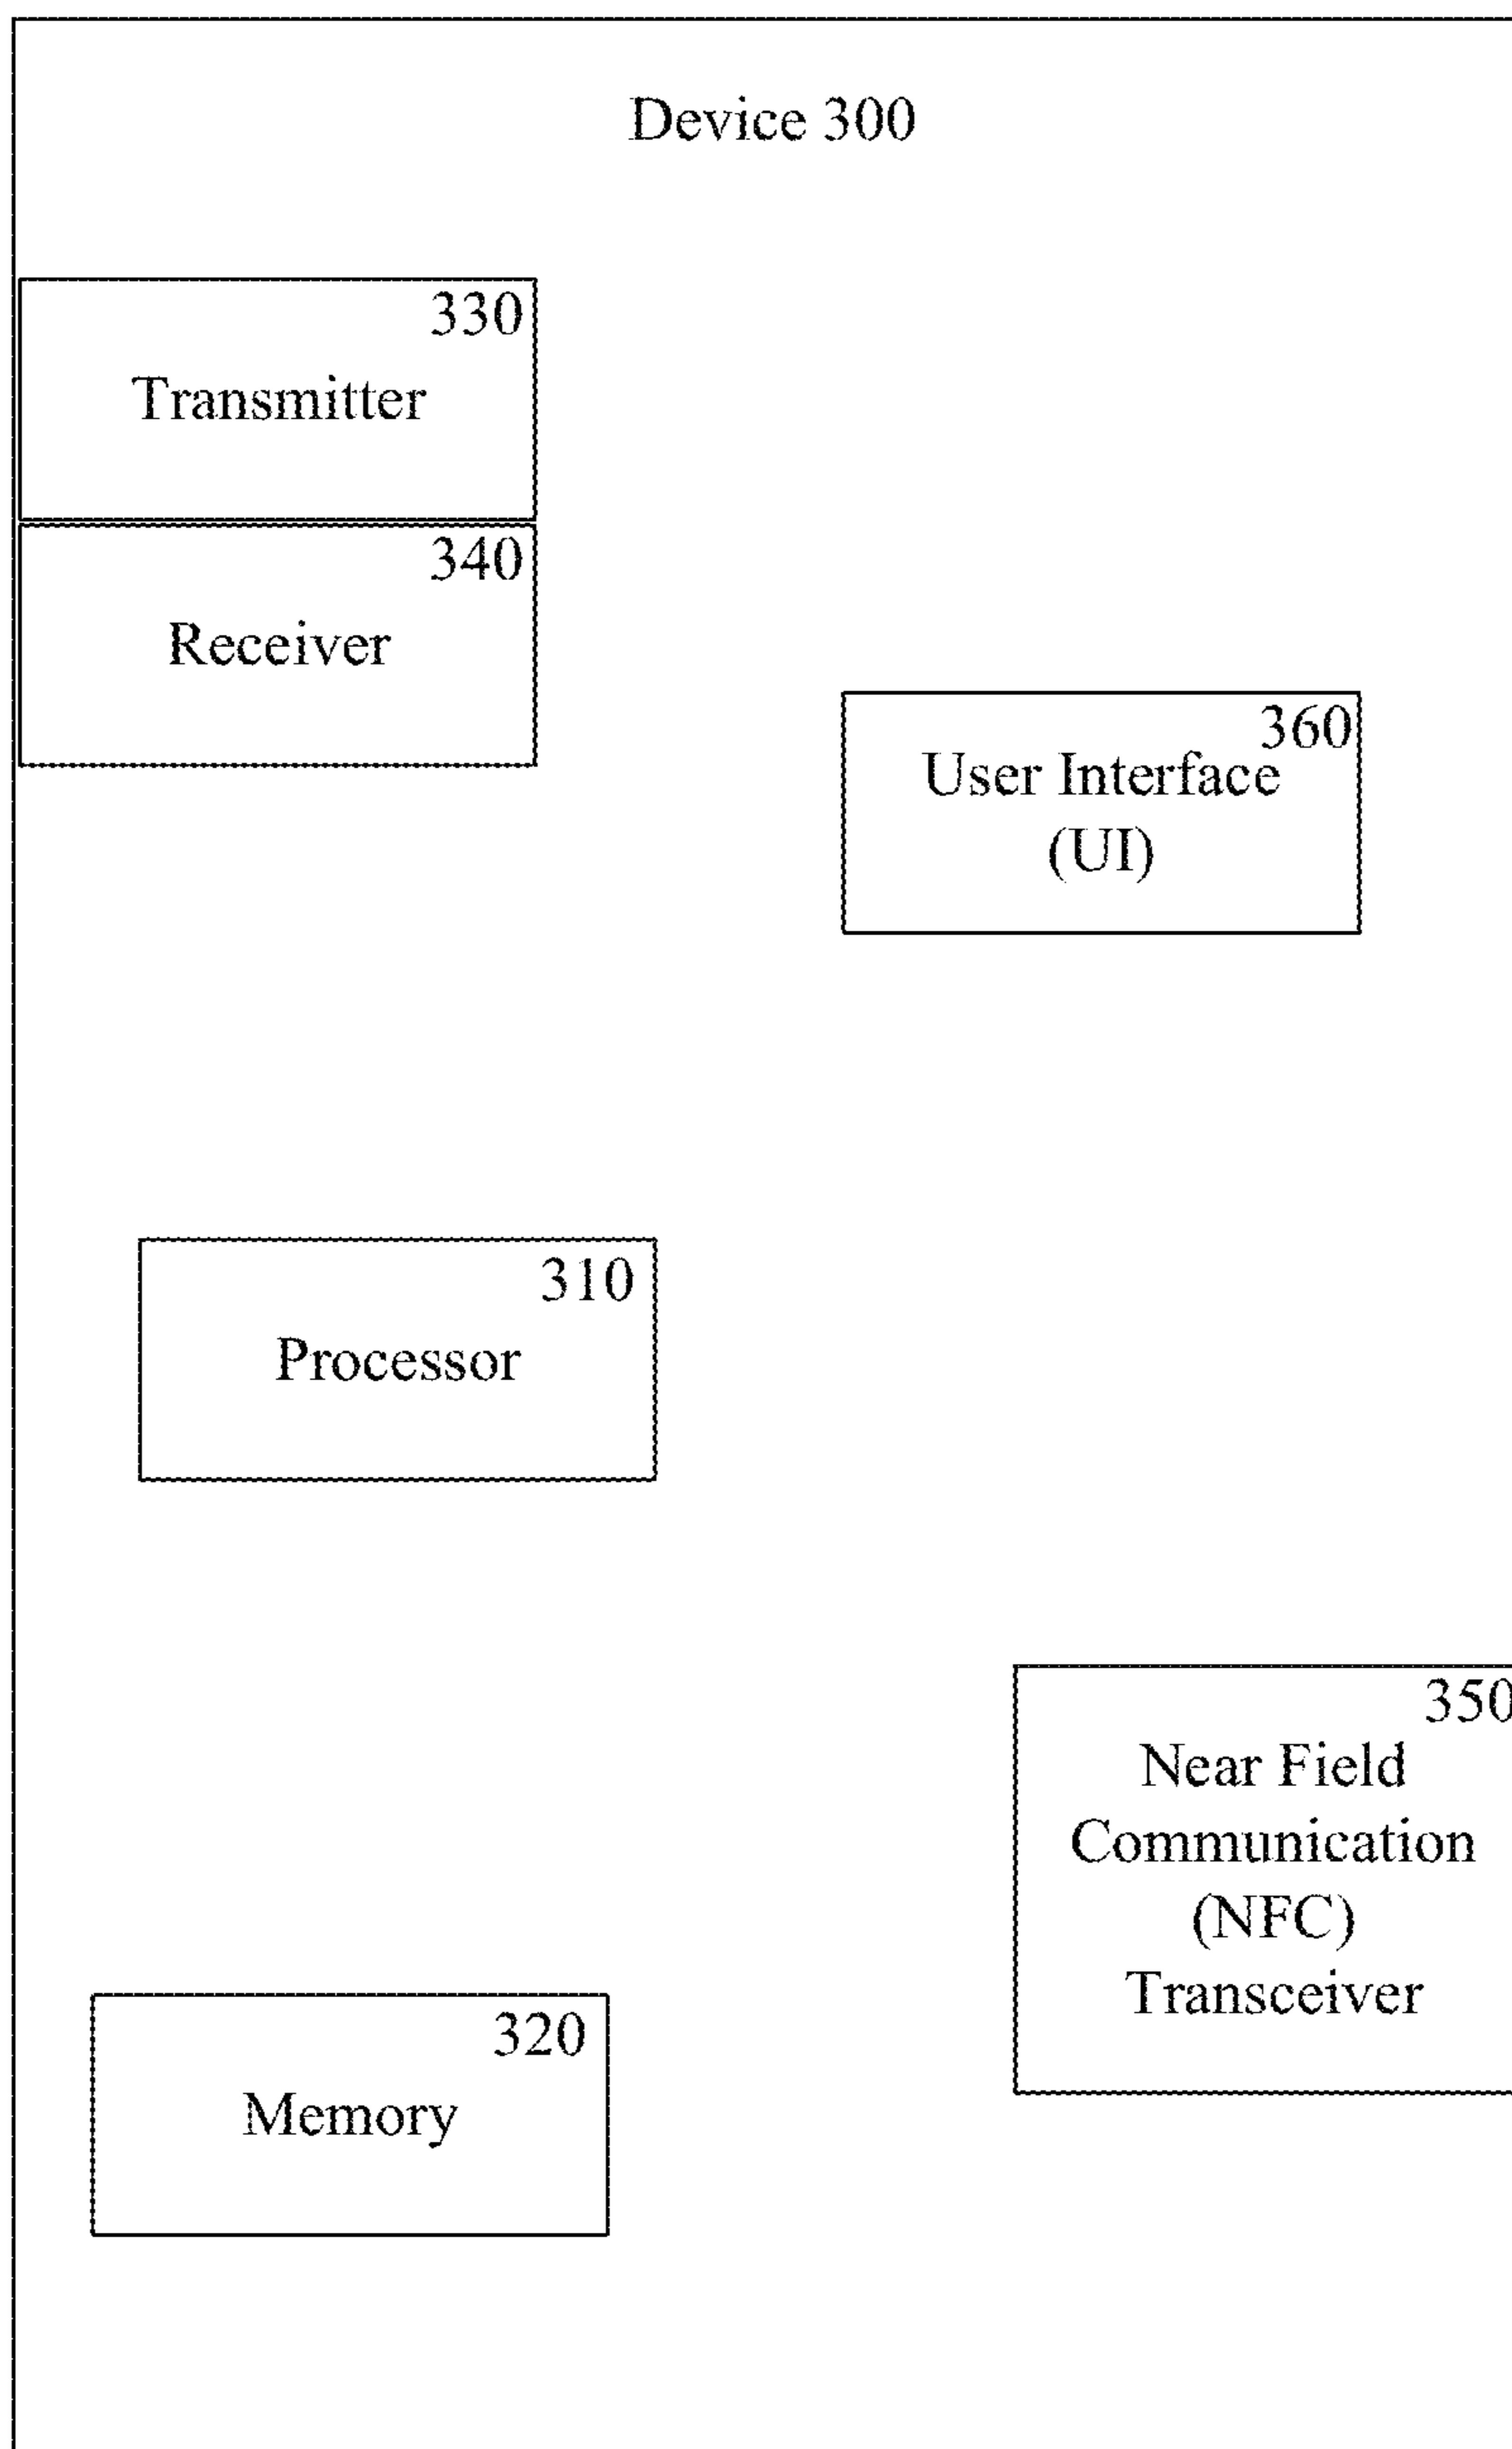 Device 300
330
Transmitter
340
Receiver
360
User Interface
(UI)
310
Processor
350
Near Field
Communication
(NFC)
Transceiver
320
Memory